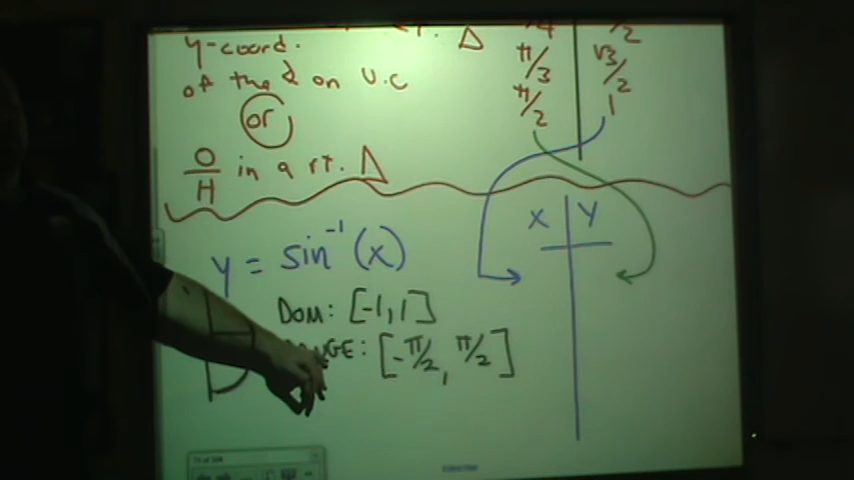 y-coord.
of the ∠ on U.C
or
O/H in a rt. Δ
π/3
√3/2
π/2
1
y = sin⁻¹(x)
DOM: [-1, 1]
[-π/2, π/2]
X Y